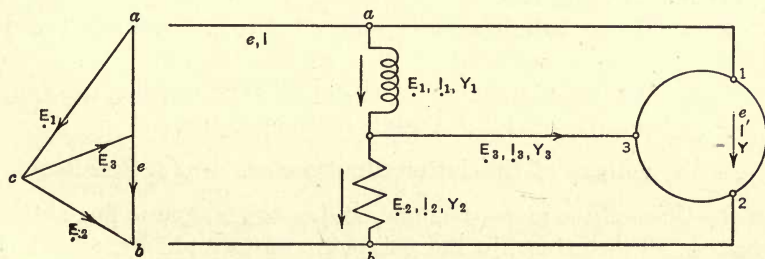 a
E1
E3
e
c
E2
b
e, I
a
E1, I1, Y1
E3, I3, Y3
E2, I2, Y2
b
1
e
I'
Y
3
2